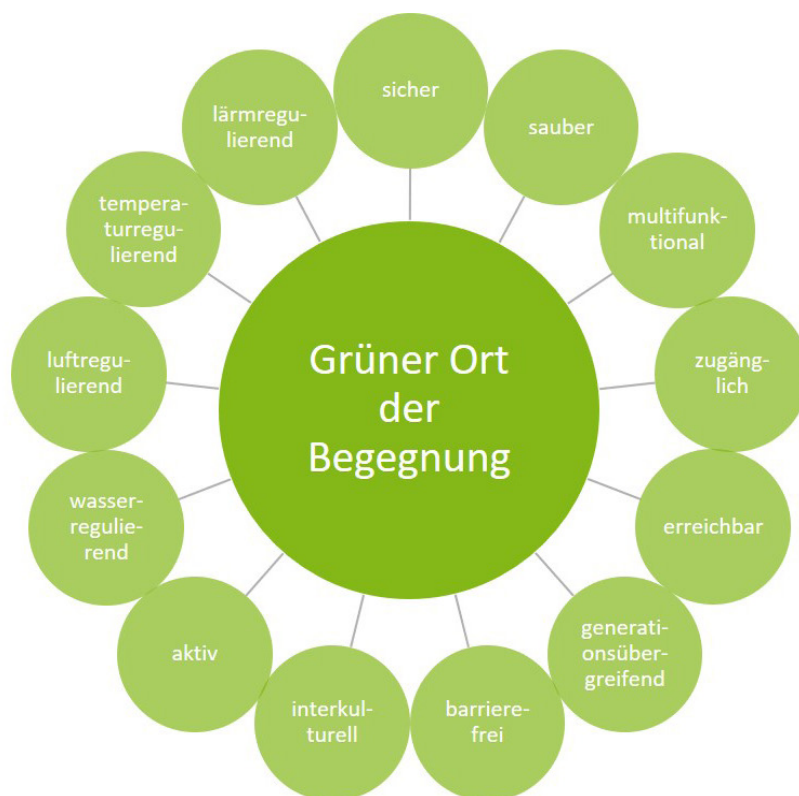 Grüner Ort
der
Begegnung
sicher
sauber
multifunk-
tional
zugäng-
lich
erreichbar
generati-
onsüber-
greifend
barriere-
frei
interkul-
turell
aktiv
wasser-
regulie-
rend
luftregu-
lierend
tempera-
turregu-
lierend
lärmregu-
lierend